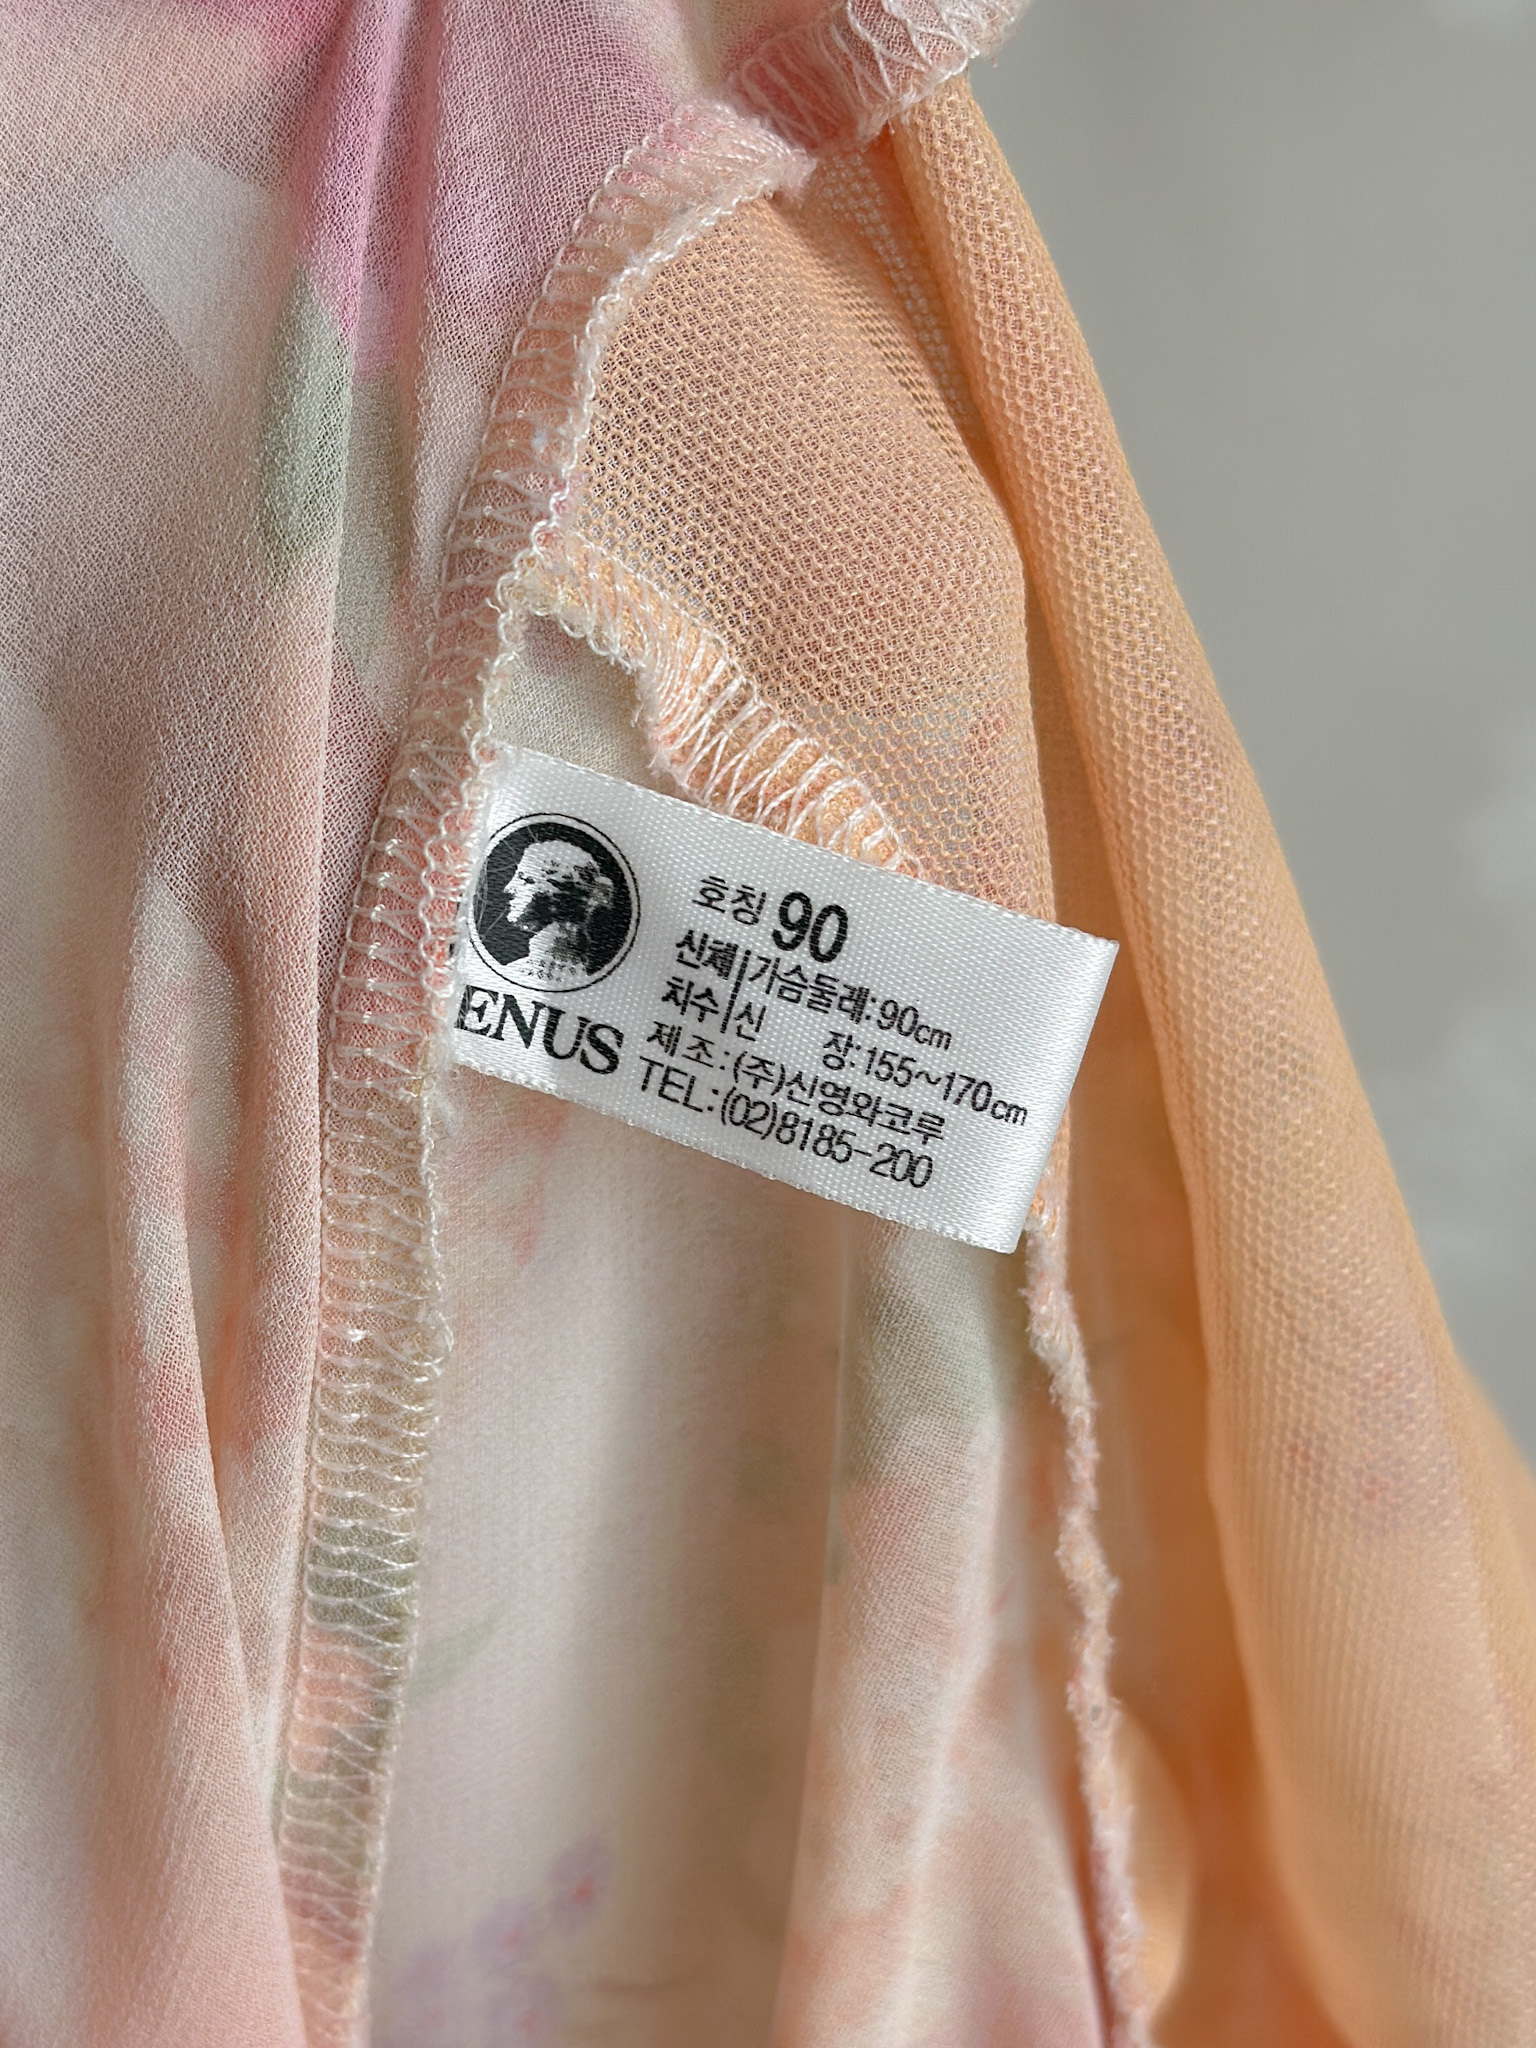 ENUS
호칭 90
신체 가슴둘레:90cm
치수 신 장:155~170cm
제조:(주)신영와코루
TEL:(02)8185-200